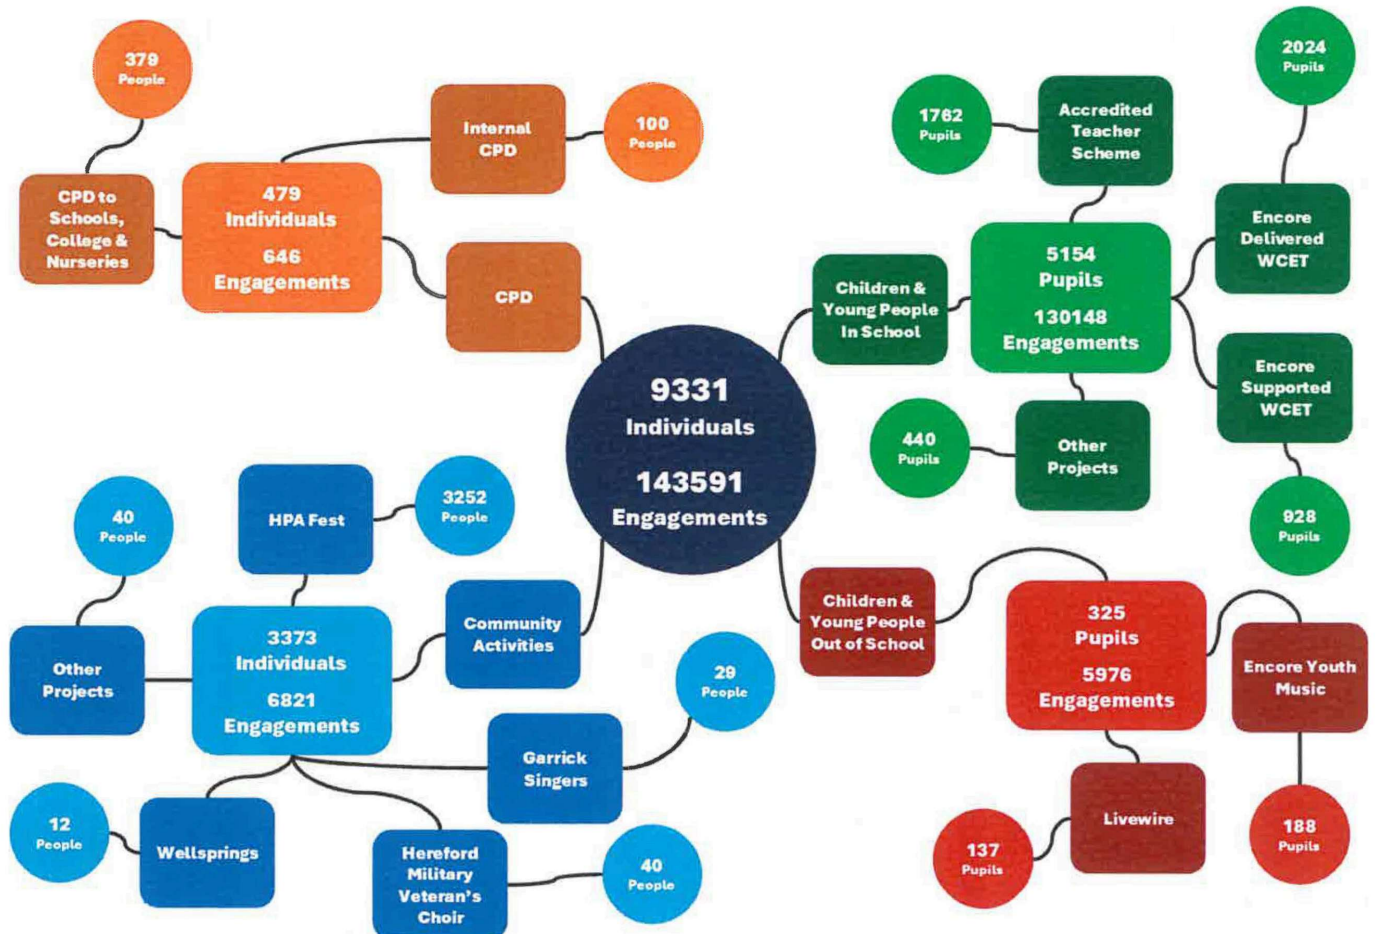 379
People
Internal
CPD
100
People
CPD to
Schools,
College &
Nurseries
479
Individuals
646
Engagements
CPD
2024
Pupils
1762
Pupils
Accredited
Teacher
Scheme
Encore
Delivered
WCET
5154
Pupils
130148
Engagements
Children &
Young People
In School
Encore
Supported
WCET
440
Pupils
Other
Projects
928
Pupils
9331
Individuals
143591
Engagements
40
People
HPA Fest
3252
People
3373
Individuals
6821
Engagements
Community
Activities
Other
Projects
29
People
Garrick
Singers
12
People
Wellsprings
Hereford
Military
Veteran's
Choir
40
People
Children &
Young People
Out of School
325
Pupils
5976
Engagements
Encore Youth
Music
Livewire
137
Pupils
188
Pupils